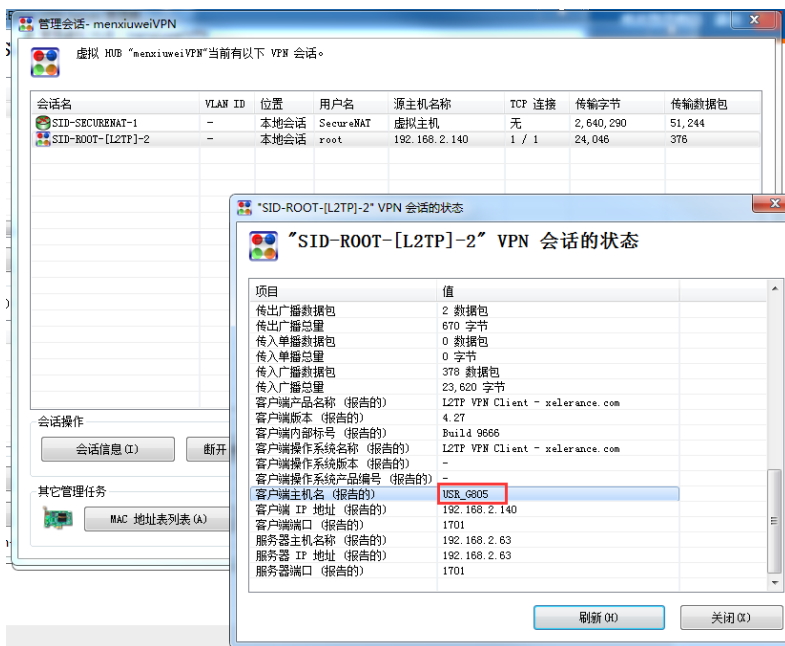 管理会话- menxiuweiVPN
虚拟 HUB "menxiuweiVPN"当前有以下 VPN 会话。
会话名 VLAN ID 位置 用户名 源主机名称 TCP 连接 传输字节 传输数据包
SID-SECURENAT-1 - 本地会话 SecureNAT 虚拟主机 无 2,640,290 51,244
SID-ROOT-[L2TP]-2 - 本地会话 root 192.168.2.140 1 / 1 24,046 376
"SID-ROOT-[L2TP]-2" VPN 会话的状态
"SID-ROOT-[L2TP]-2" VPN 会话的状态
项目 值
传出广播数据包 2 数据包
传出广播总量 670 字节
传入单播数据包 0 数据包
传入单播总量 0 字节
传入广播数据包 378 数据包
传入广播总量 23,620 字节
客户端产品名称 (报告的) L2TP VPN Client - xelerance.com
客户端版本 (报告的) 4.27
客户端内部标号 (报告的) Build 9666
客户端操作系统名称 (报告的) L2TP VPN Client - xelerance.com
客户端操作系统版本 (报告的) -
客户端操作系统产品编号 (报告的) -
客户端主机名 (报告的) USR_G805
客户端 IP 地址 (报告的) 192.168.2.140
客户端端口 (报告的) 1701
服务器主机名称 (报告的) 192.168.2.63
服务器 IP 地址 (报告的) 192.168.2.63
服务器端口 (报告的) 1701
会话操作
会话信息(I) 断开
其它管理任务
MAC 地址表列表(A)
刷新(H) 关闭(X)